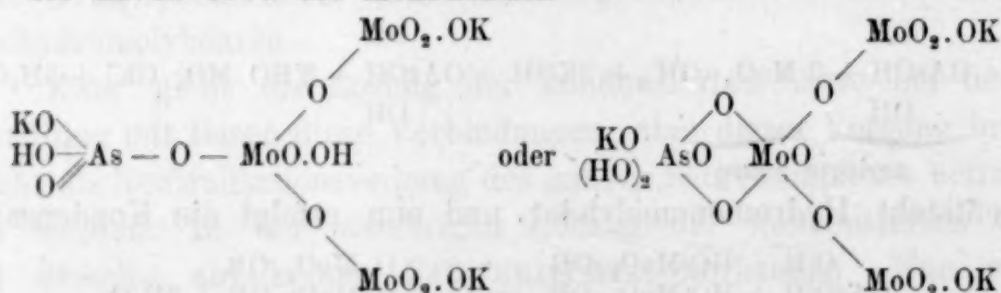 MoO₂.OK MoO₂.OK
O O O
KO KO
HO As — O — MoO.OH oder (HO)₂ AsO MoO
O
O O O
MoO₂.OK MoO₂.OK